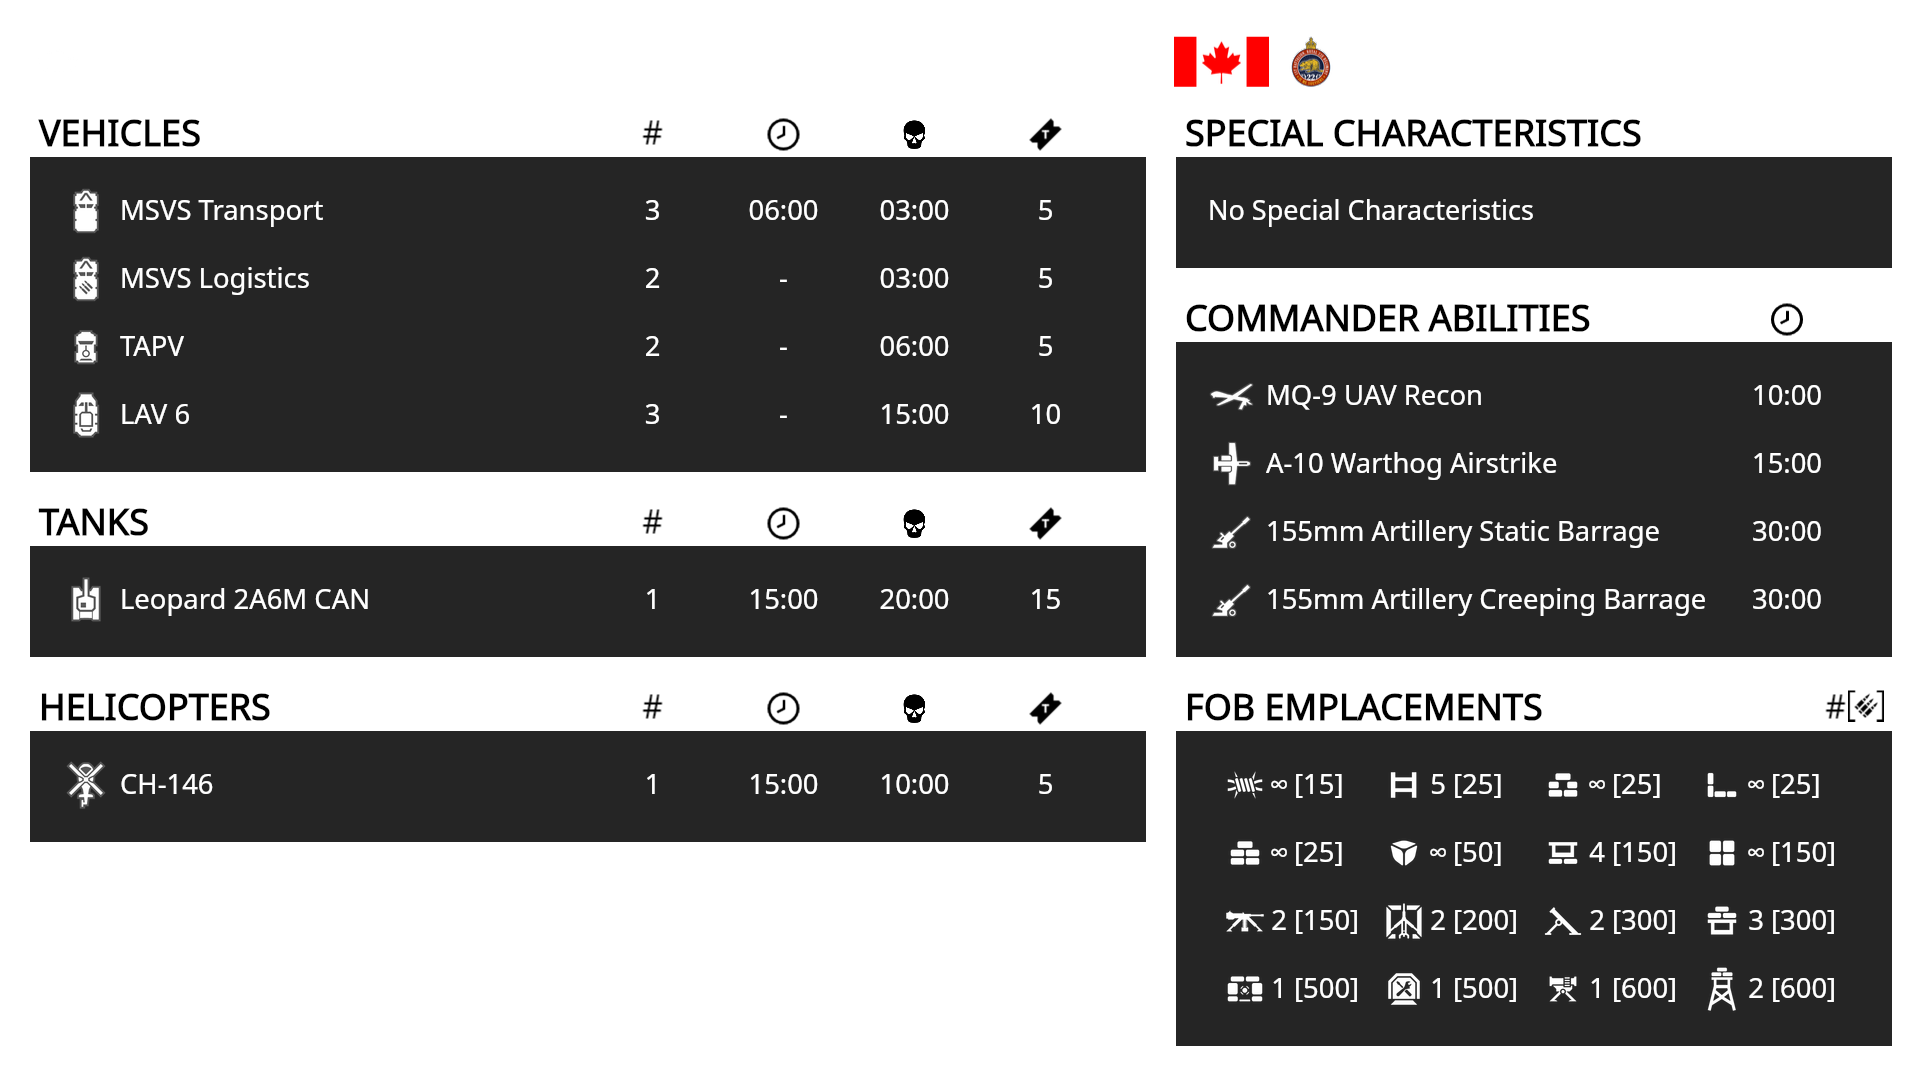 VEHICLES #
MSVS Transport 3 06:00 03:00 5
MSVS Logistics 2 - 03:00 5
TAPV 2 - 06:00 5
LAV 6 3 - 15:00 10
TANKS #
Leopard 2A6M CAN 1 15:00 20:00 15
HELICOPTERS #
CH-146 1 15:00 10:00 5
SPECIAL CHARACTERISTICS
No Special Characteristics
COMMANDER ABILITIES
MQ-9 UAV Recon 10:00
A-10 Warthog Airstrike 15:00
155mm Artillery Static Barrage 30:00
155mm Artillery Creeping Barrage 30:00
FOB EMPLACEMENTS #[ ]
∞ [15] 5 [25] ∞ [25] ∞ [25]
∞ [25] ∞ [50] 4 [150] ∞ [150]
2 [150] 2 [200] 2 [300] 3 [300]
1 [500] 1 [500] 1 [600] 2 [600]